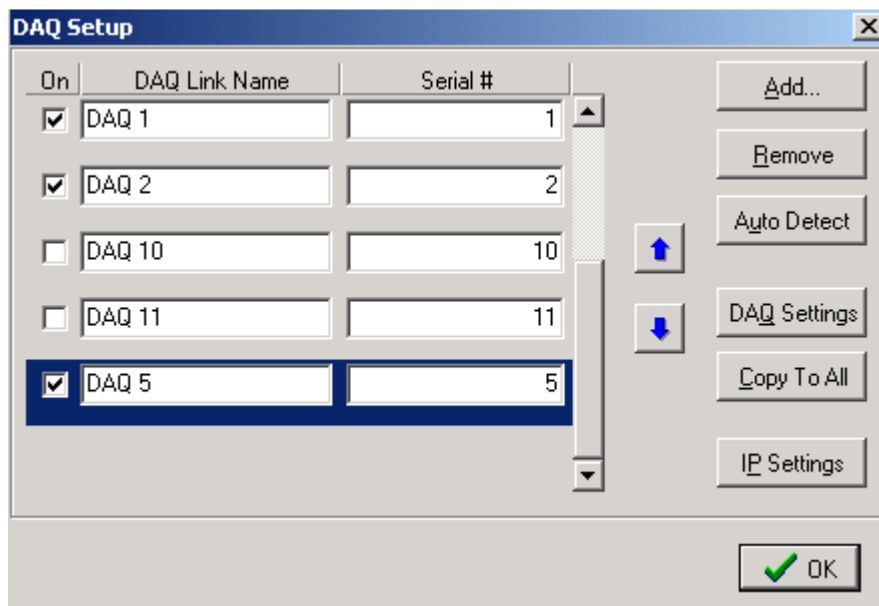 DAQ Setup
On DAQ Link Name Serial #
DAQ 1 1
DAQ 2 2
DAQ 10 10
DAQ 11 11
DAQ 5 5
Add...
Remove
Auto Detect
DAQ Settings
Copy To All
IP Settings
OK